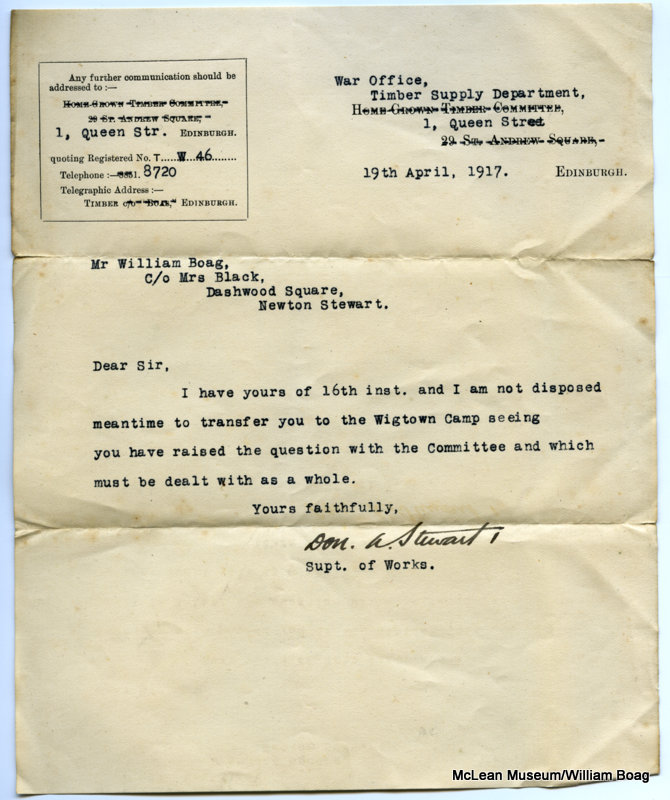 Any further communication should be
addressed to :—
HOME GROWN TIMBER COMMITTEE,
29 ST. ANDREW SQUARE,
1, Queen Str. EDINBURGH.
quoting Registered No. T.....W 46........
Telephone :— 8720
Telegraphic Address :—
TIMBER c/o "BOAR," EDINBURGH.
War Office,
Timber Supply Department,
HOME GROWN TIMBER COMMITTEE,
1, Queen Street
29 ST. ANDREW SQUARE,
19th April, 1917. EDINBURGH.
Mr William Boag,
C/o Mrs Black,
Dashwood Square,
Newton Stewart.
Dear Sir,
I have yours of 16th inst. and I am not disposed
meantime to transfer you to the Wigtown Camp seeing
you have raised the question with the Committee and which
must be dealt with as a whole.
Yours faithfully,
Don. A. Stewart
Supt. of Works.
McLean Museum/William Boag